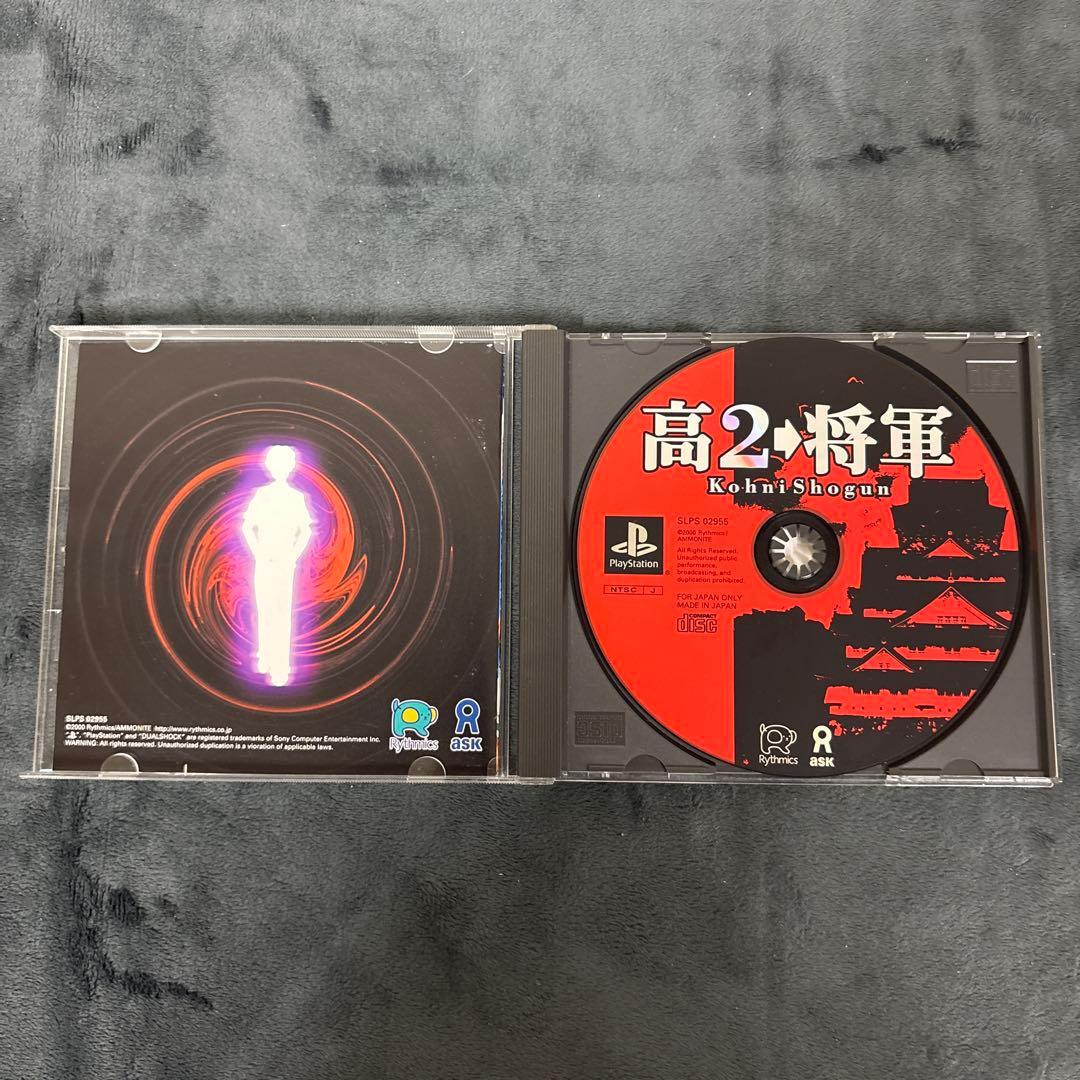 SLPS 02955
©2000 Rythmics/AMMONITE http://www.rythmics.co.jp
"PlayStation" and "DUALSHOCK" are registered trademarks of Sony Computer Entertainment Inc.
WARNING: All rights reserved. Unauthorized duplication is a vioration of applicable laws.
Rythmics
ask
高2➡将軍
Kohni Shogun
SLPS 02955
©2000 Rythmics/
AMMONITE
All Rights Reserved.
Unauthorized public
performance,
broadcasting, and
duplication prohibited.
PlayStation
®
NTSC J
FOR JAPAN ONLY
MADE IN JAPAN
COMPACT
disc
Rythmics
ask